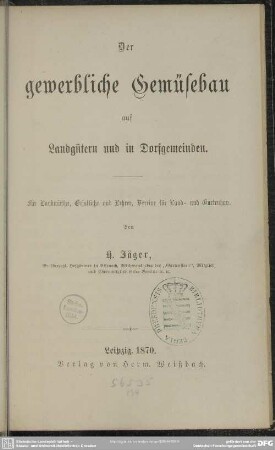 Der
gewerbliche Gemüsebau
auf
Landgütern und in Dorfgemeinden.
Für Landwirthe, Geistliche und Lehrer, Vereine für Land- und Gartenbau.
Von
H. Jäger,
Leipzig, 1870.
Verlag von Herm. Weißbach.